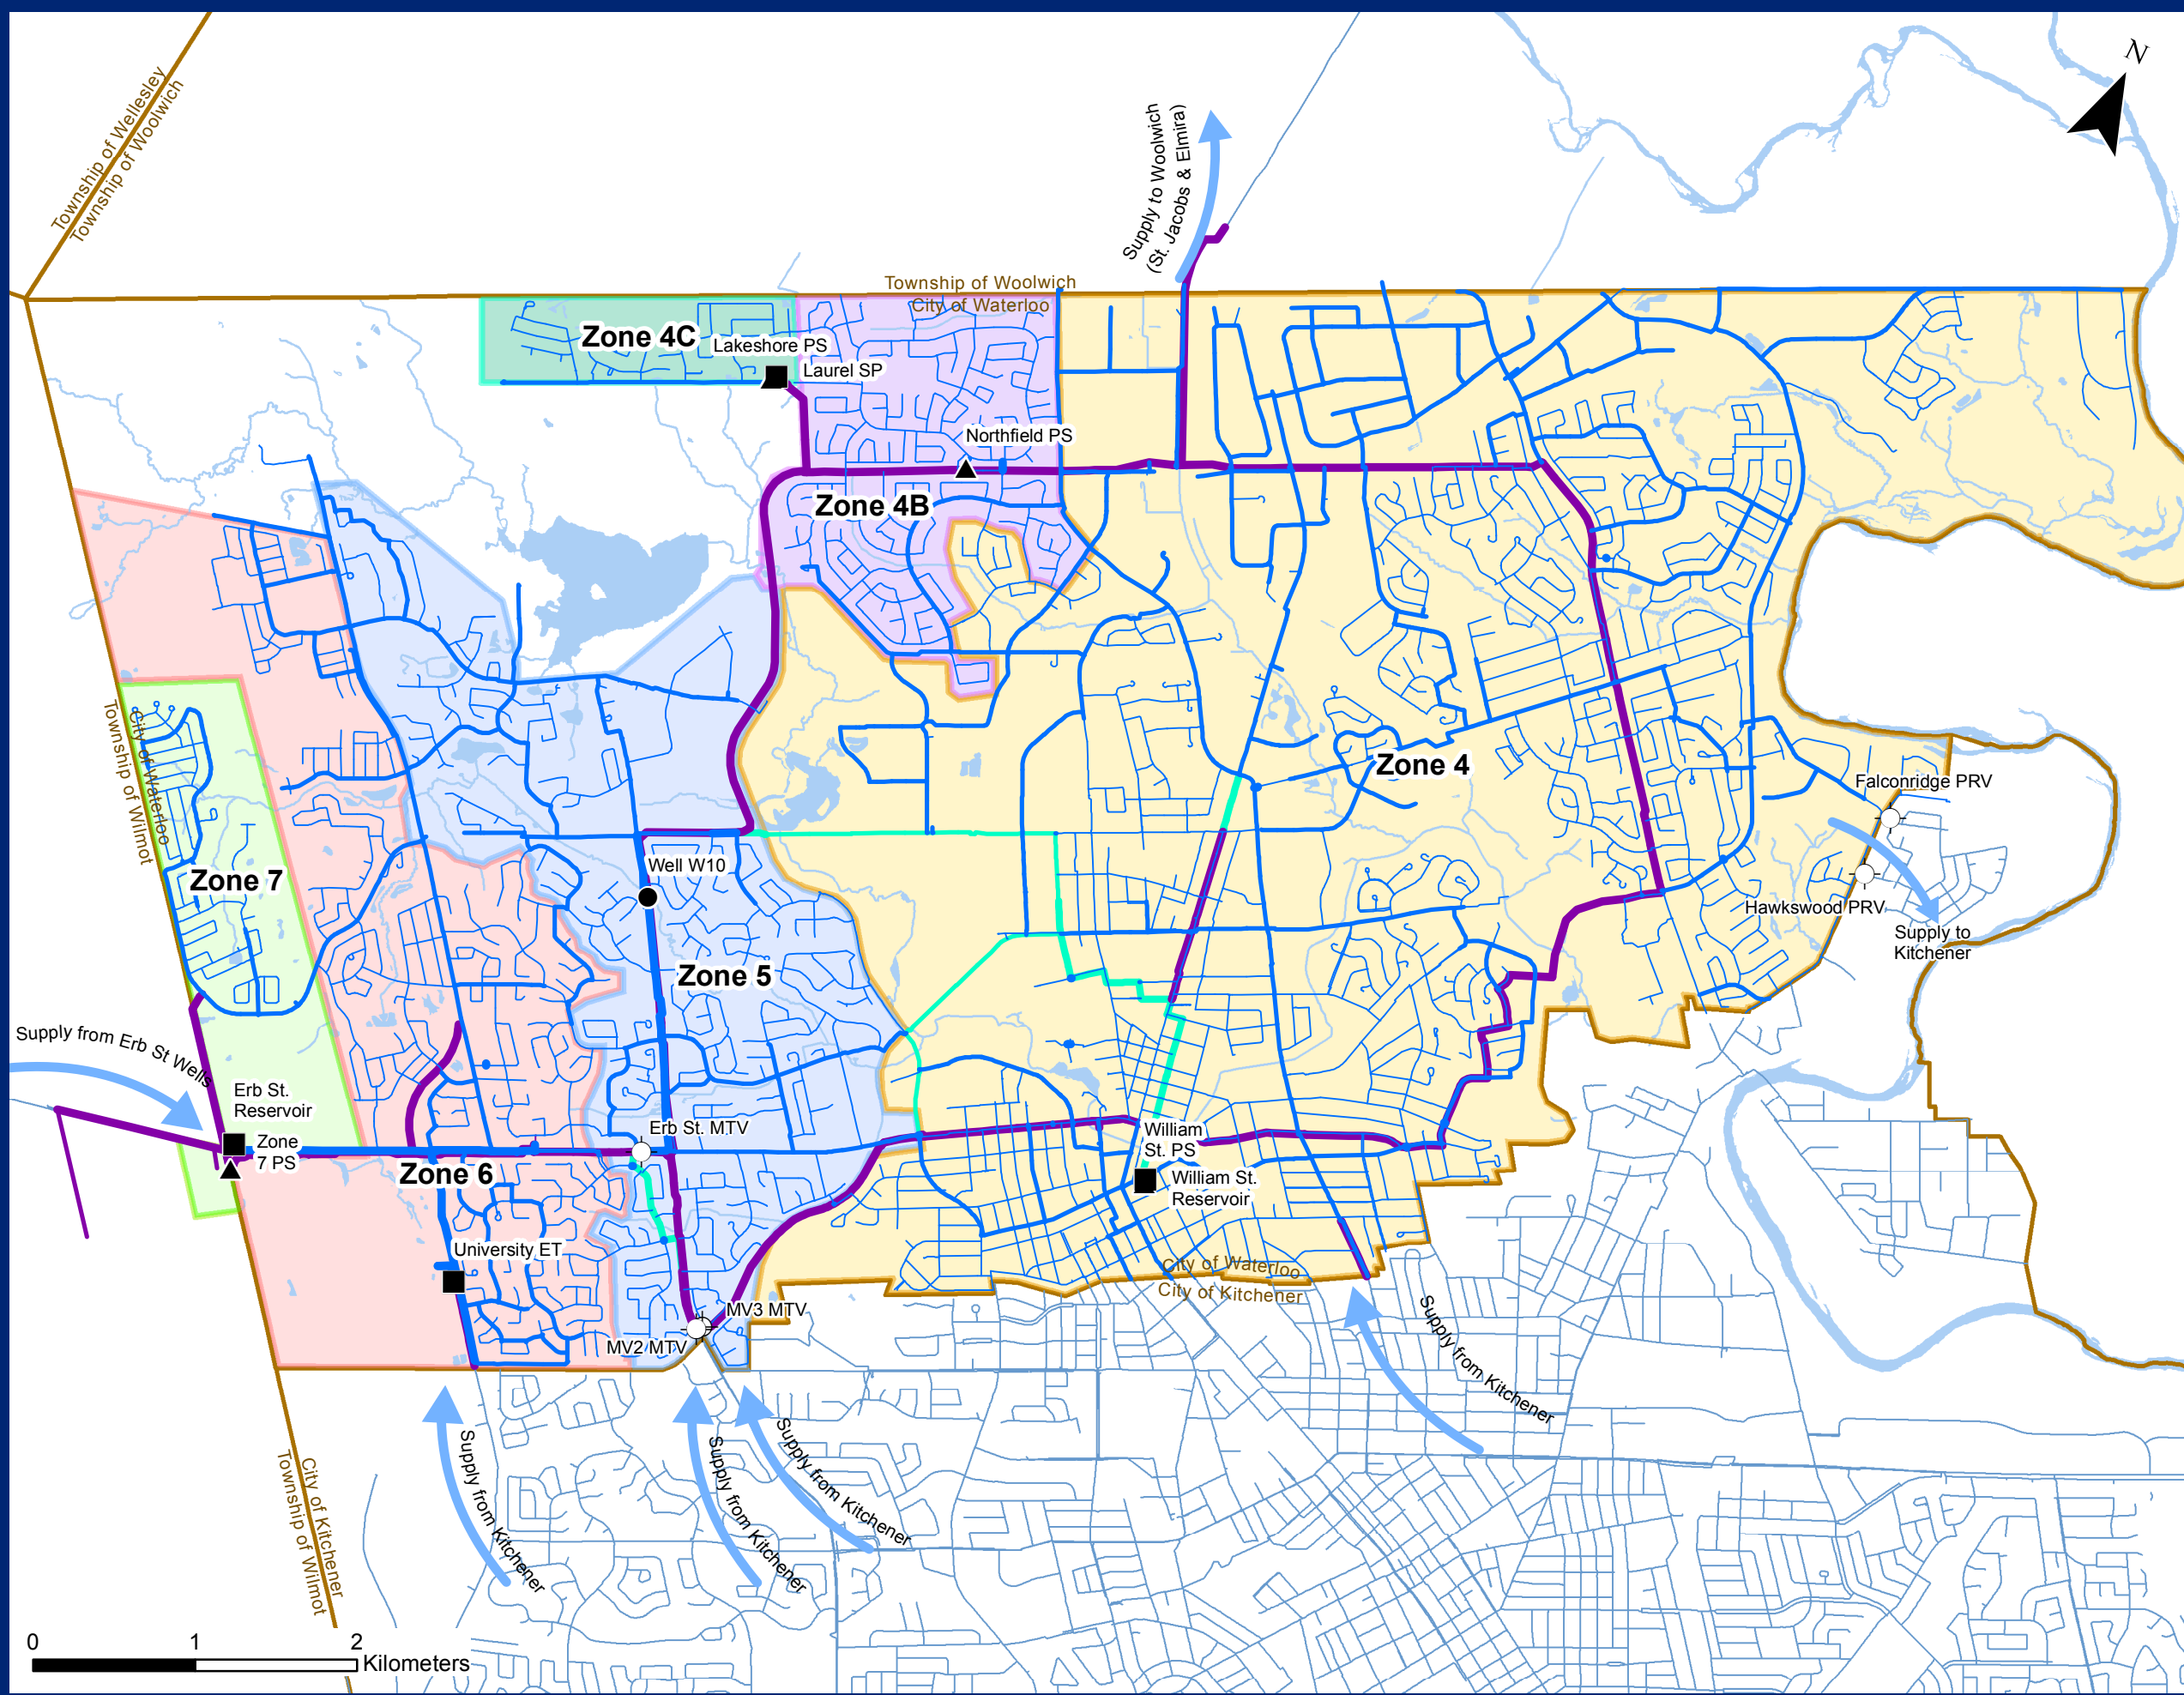 N
Township of Wellesley
Township of Woolwich
Supply to Woolwich
(St. Jacobs & Elmira)
Township of Woolwich
City of Waterloo
Zone 4C
Lakeshore PS
Laurel SP
Northfield PS
Zone 4B
City of Waterloo
Township of Wilmot
Zone 4
Falconridge PRV
Zone 7
Well W10
Hawkswood PRV
Supply to
Kitchener
Zone 5
Supply from Erb St Wells
Erb St.
Reservoir
Zone
7 PS
Erb St. MTV
William
St. PS
Zone 6
William St.
Reservoir
University ET
City of Waterloo
City of Kitchener
MV3 MTV
MV2 MTV
Supply from Kitchener
Supply from Kitchener
Supply from Kitchener
Supply from Kitchener
City of Kitchener
Township of Wilmot
0 1 2
Kilometers